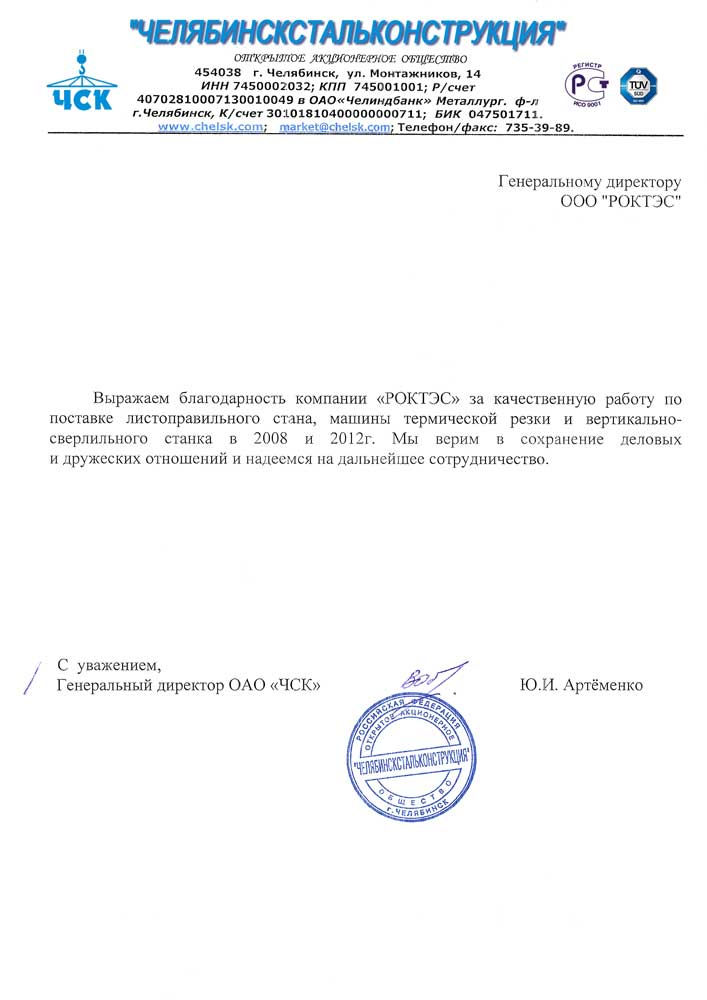 "ЧЕЛЯБИНСКСТАЛЬКОНСТРУКЦИЯ"
ОТКРЫТОЕ АКЦИОНЕРНОЕ ОБЩЕСТВО
454038 г. Челябинск, ул. Монтажников, 14
ИНН 7450002032; КПП 745001001; Р/счет
40702810007130010049 в ОАО«Челиндбанк» Металлург. ф-л
г.Челябинск, К/счет 30101810400000000711; БИК 047501711.
www.chelsk.com; market@chelsk.com; Телефон/факс: 735-39-89.
ЧСК
РЕГИСТР
РСТ
ИСО 9001
TÜV
SÜD
Генеральному директору
ООО "РОКТЭС"
Выражаем благодарность компании «РОКТЭС» за качественную работу по
поставке листоправильного стана, машины термической резки и вертикально-
сверлильного станка в 2008 и 2012г. Мы верим в сохранение деловых
и дружеских отношений и надеемся на дальнейшее сотрудничество.
С уважением,
Генеральный директор ОАО «ЧСК»
Ю.И. Артёменко
РОССИЙСКАЯ ФЕДЕРАЦИЯ
ОТКРЫТОЕ АКЦИОНЕРНОЕ
"ЧЕЛЯБИНСКСТАЛЬКОНСТРУКЦИЯ"
ОБЩЕСТВО
г.ЧЕЛЯБИНСК